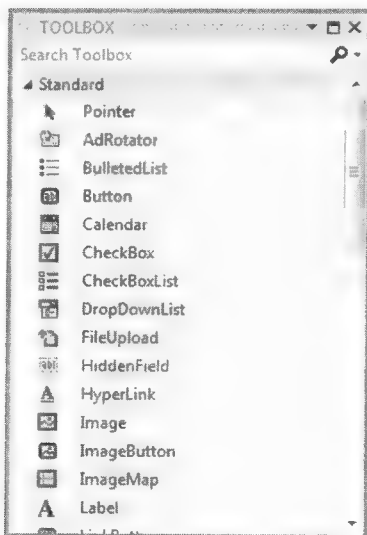 TOOLBOX
Search Toolbox
Standard
Pointer
AdRotator
BulletedList
Button
Calendar
CheckBox
CheckBoxList
DropDownList
FileUpload
HiddenField
HyperLink
Image
ImageButton
ImageMap
Label